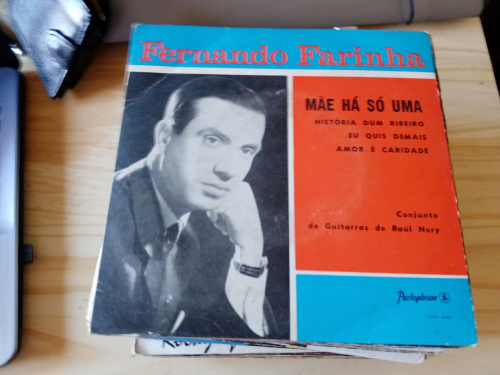 Fernando Farinha
MÃE HÁ SÓ UMA
HISTÓRIA DUM RIBEIRO
EU QUIS DEMAIS
AMOR E CARIDADE
Conjunto
de Guitarras de Raúl Nery
Parlophone